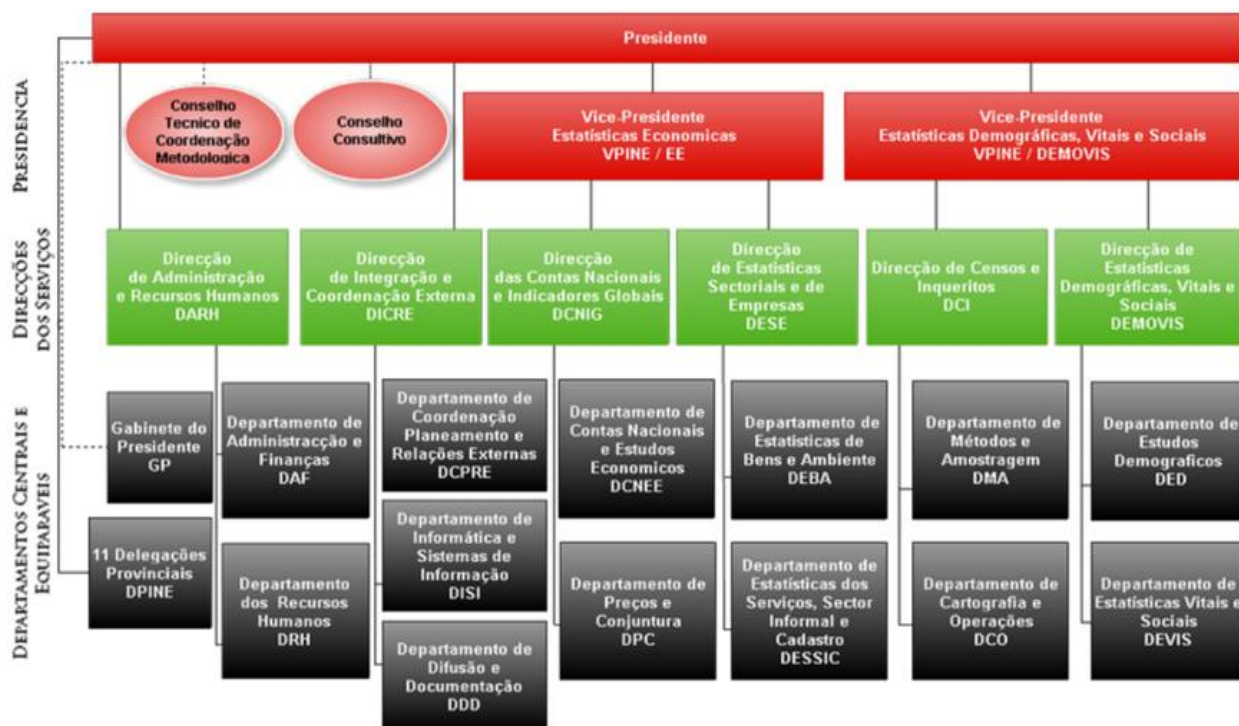 Presidente
PRESIDENCIA
Conselho
Tecnico de
Coordenação
Metodologica
Conselho
Consultivo
Vice-Presidente
Estatísticas Economicas
VPINE / EE
Vice-Presidente
Estatísticas Demográficas, Vitais e Sociais
VPINE / DEMOVIS
DIRECÇÕES
DOS SERVIÇOS
Direcção
de Administração
e Recursos Humanos
DARH
Direcção
de Integração e
Coordenação Externa
DICRE
Direcção
das Contas Nacionais
e Indicadores Globais
DCNIG
Direcção
de Estatisticas
Sectoriais e de
Empresas
DESE
Direcção de Censos e
Inqueritos
DCI
Direcção de
Estatísticas
Demográficas, Vitais e
Sociais
DEMOVIS
DEPARTAMENTOS CENTRAIS E
EQUIPARAVEIS
Gabinete do
Presidente
GP
Departamento de
Administracção e
Finanças
DAF
Departamento de
Coordenação
Planeamento e
Relações Externas
DCPRE
Departamento de
Contas Nacionais
e Estudos
Economicos
DCNEE
Departamento
de Estatisticas de
Bens e Ambiente
DEBA
Departamento de
Métodos e
Amostragem
DMA
Departamento de
Estudos
Demograficos
DED
11 Delegações
Provinciais
DPINE
Departamento
dos Recursos
Humanos
DRH
Departamento de
Informática e
Sistemas de
Informação
DISI
Departamento de
Preços e
Conjuntura
DPC
Departamento de
Estatísticas dos
Serviços, Sector
Informal e
Cadastro
DESSIC
Departamento de
Cartografia e
Operações
DCO
Departamento de
Estatísticas Vitais e
Sociais
DEVIS
Departamento de
Difusão e
Documentação
DDD